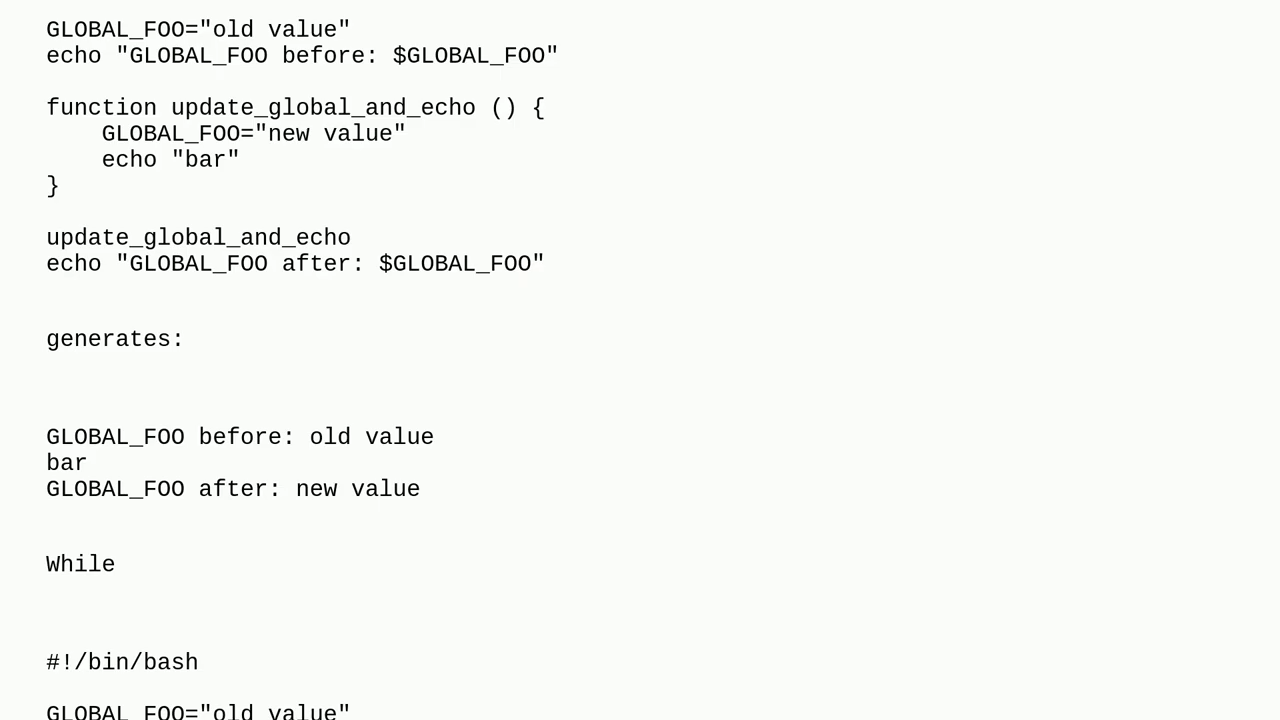 GLOBAL_FOO="old value"
echo "GLOBAL_FOO before: $GLOBAL_FOO"
function update_global_and_echo () {
    GLOBAL_FOO="new value"
    echo "bar"
}
update_global_and_echo
echo "GLOBAL_FOO after: $GLOBAL_FOO"
generates:
GLOBAL_FOO before: old value
bar
GLOBAL_FOO after: new value
While
#!/bin/bash
GLOBAL_FOO="old value"